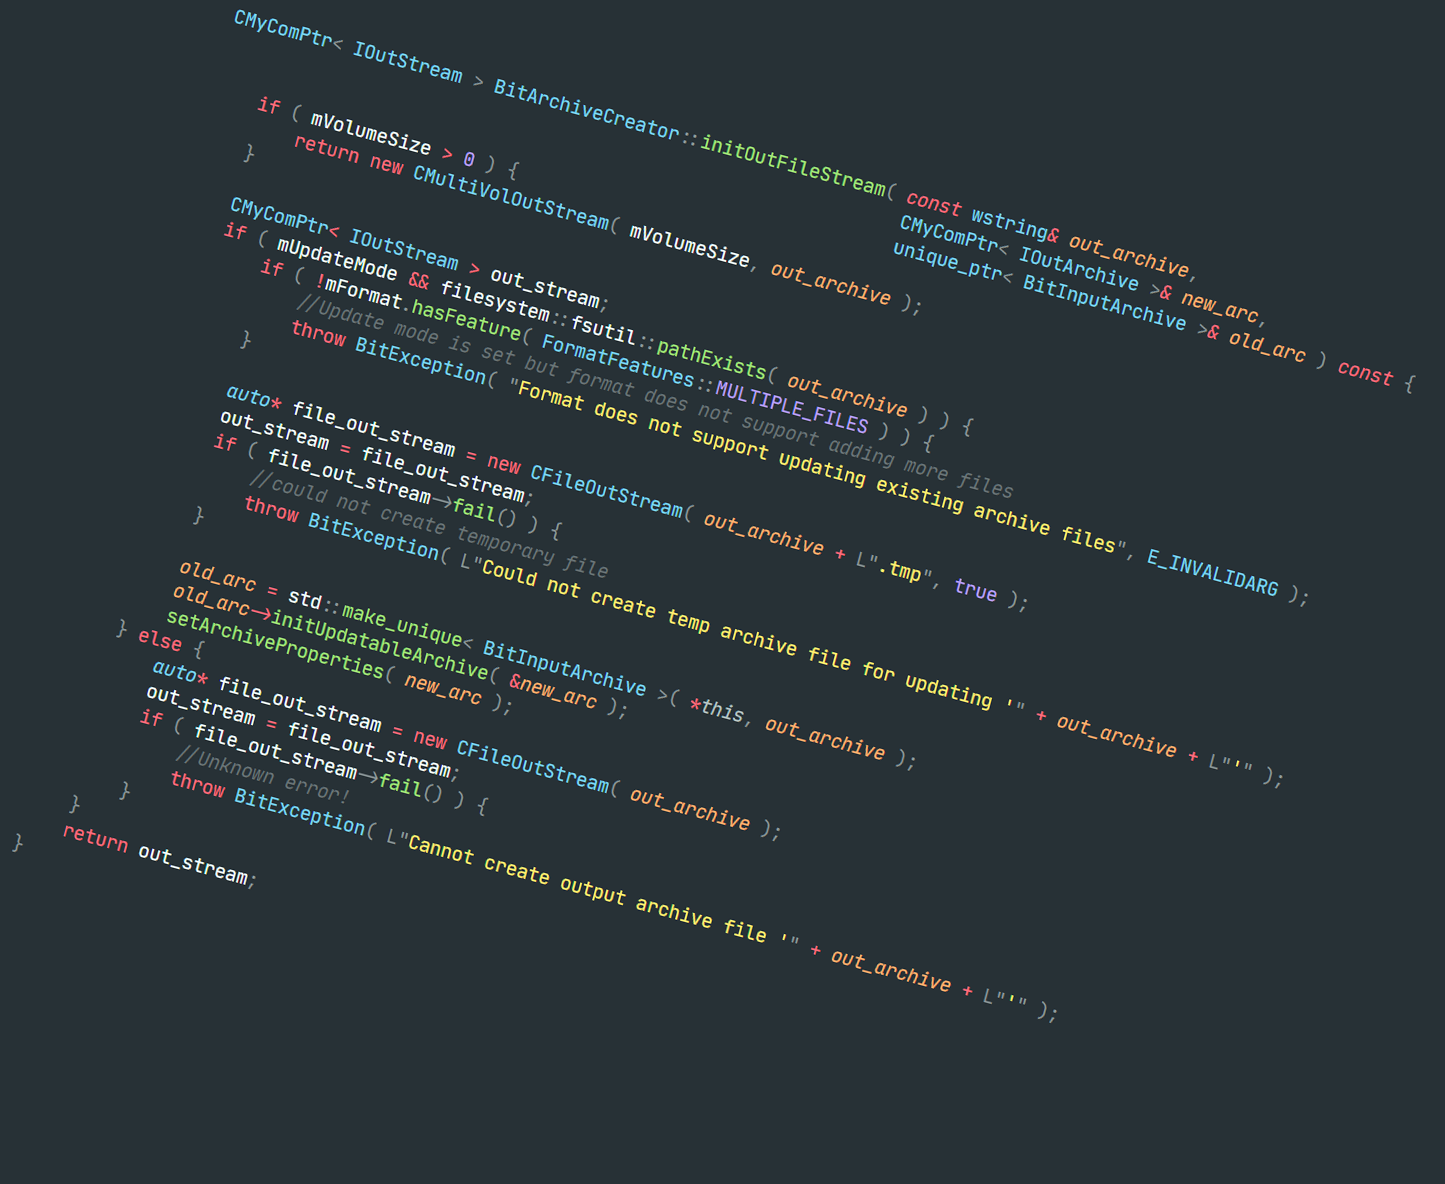 CMyComPtr< IOutStream > BitArchiveCreator::initOutFileStream( const wstring& out_archive,
CMyComPtr< IOutArchive >& new_arc,
unique_ptr< BitInputArchive >& old_arc ) const {
if ( mVolumeSize > 0 ) {
return new CMultiVolOutStream( mVolumeSize, out_archive );
}
CMyComPtr< IOutStream > out_stream;
if ( mUpdateMode && filesystem::fsutil::pathExists( out_archive ) ) {
if ( !mFormat.hasFeature( FormatFeatures::MULTIPLE_FILES ) ) {
//Update mode is set but format does not support adding more files
throw BitException( "Format does not support updating existing archive files", E_INVALIDARG );
}
auto* file_out_stream = new CFileOutStream( out_archive + L".tmp", true );
out_stream = file_out_stream;
if ( file_out_stream->fail() ) {
//could not create temporary file
throw BitException( L"Could not create temp archive file for updating '" + out_archive + L"'" );
}
old_arc = std::make_unique< BitInputArchive >( *this, out_archive );
old_arc->initUpdatableArchive( &new_arc );
setArchiveProperties( new_arc );
} else {
auto* file_out_stream = new CFileOutStream( out_archive );
out_stream = file_out_stream;
if ( file_out_stream->fail() ) {
//Unknown error!
throw BitException( L"Cannot create output archive file '" + out_archive + L"'" );
}
}
return out_stream;
}